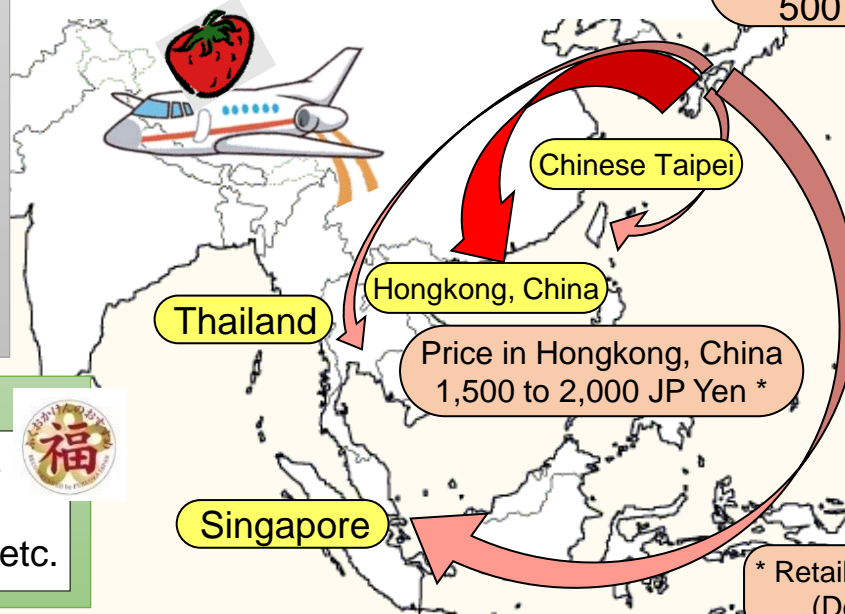 500
Chinese Taipei
Hongkong, China
Thailand
Price in Hongkong, China
1,500 to 2,000 JP Yen *
福
Singapore
etc.
* Retail